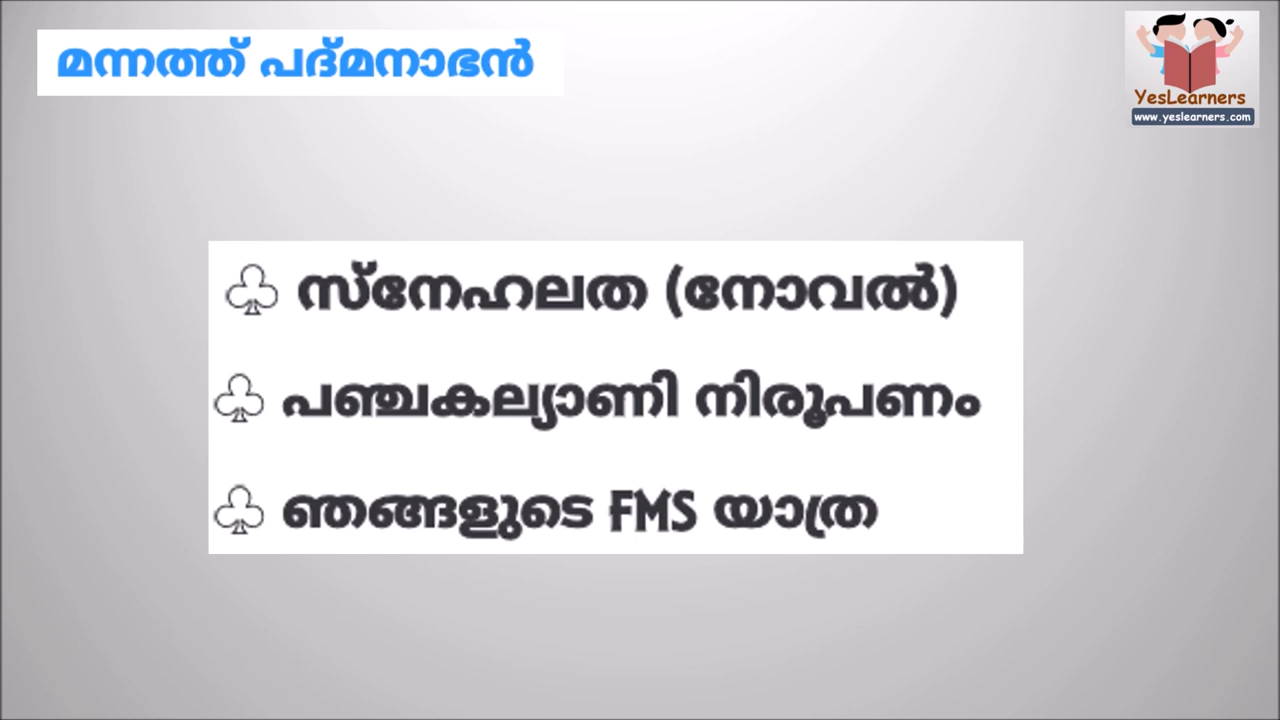 മന്നത്ത് പദ്മനാഭൻ
YesLearners
www.yeslearners.com
♧ സ്നേഹലത (നോവൽ)
♧ പഞ്ചകല്യാണി നിരൂപണം
♧ ഞങ്ങളുടെ FMS യാത്ര